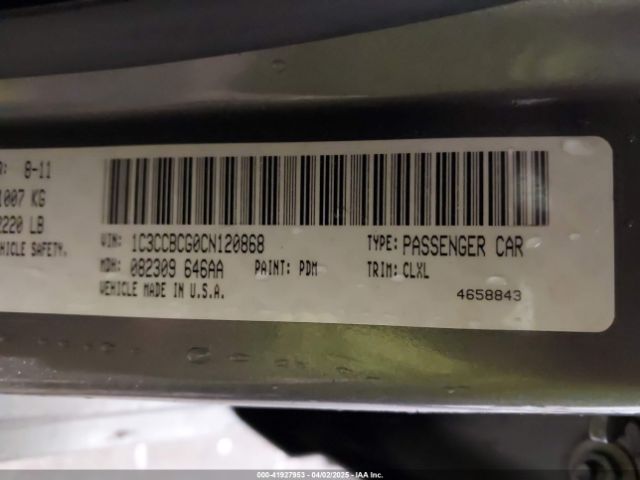 8-11
1007 KG
2220 LB
HICLE SAFETY.
VIN: 1C3CCBCG0CN120868 TYPE: PASSENGER CAR
MDH: 082309 646AA PAINT: PDM TRIM: CLXL
VEHICLE MADE IN U.S.A. 4658843
000-41927953 - 04/02/2025 - IAA Inc.